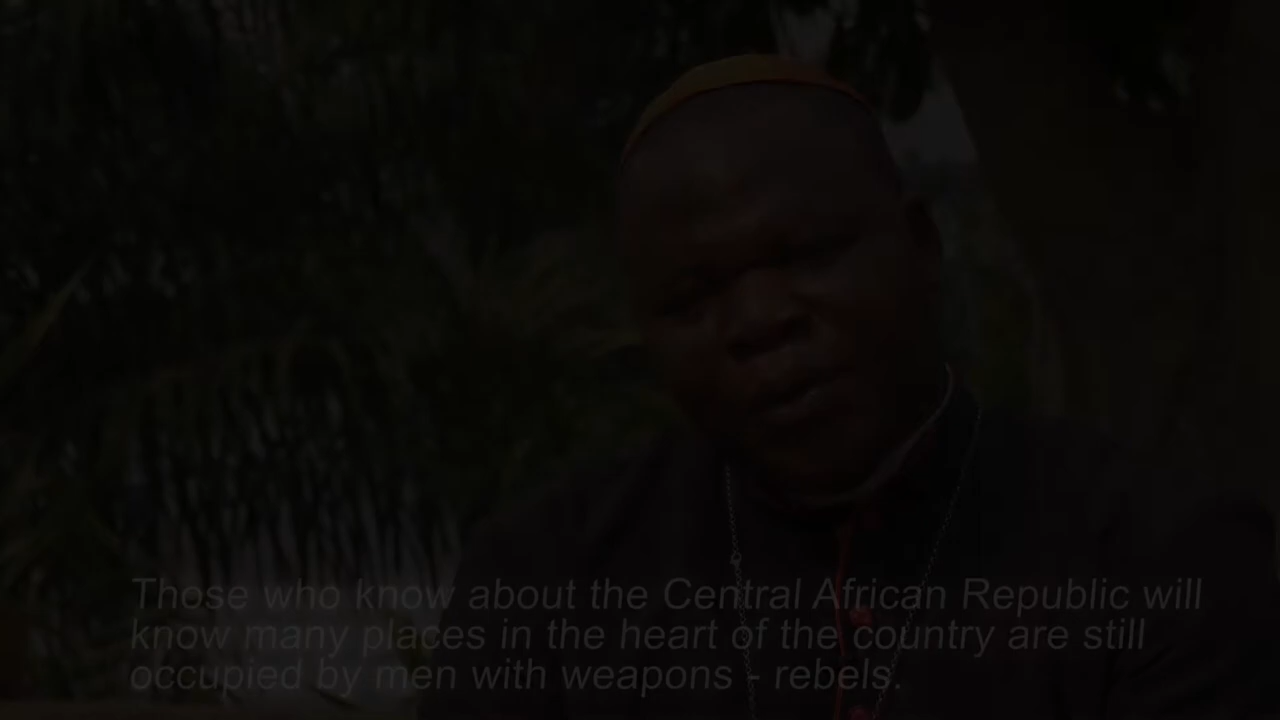 Those who know about the Central African Republic will
know many places in the heart of the country are still
occupied by men with weapons - rebels.